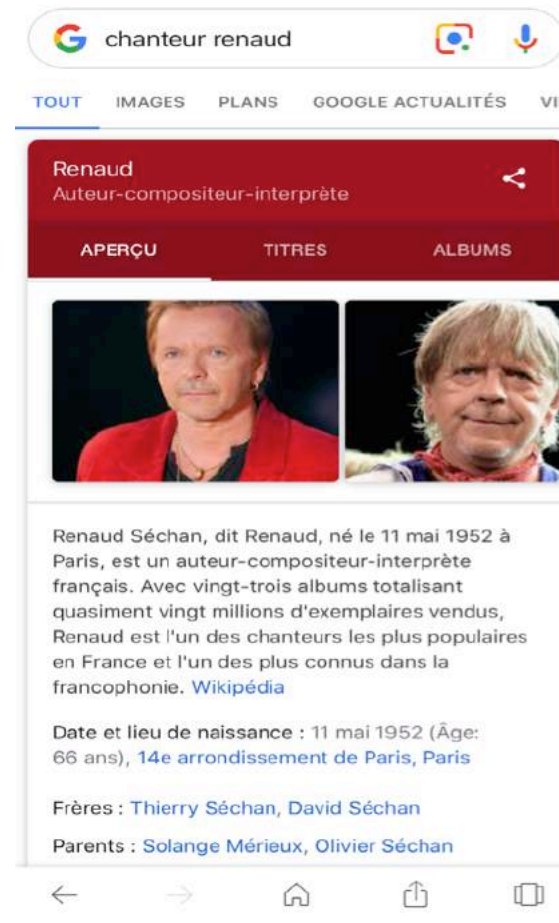 chanteur renaud
TOUT IMAGES PLANS GOOGLE ACTUALITÉS VI
Renaud
Auteur-compositeur-interprète
APERÇU TITRES ALBUMS
Renaud Séchan, dit Renaud, né le 11 mai 1952 à
Paris, est un auteur-compositeur-interprète
français. Avec vingt-trois albums totalisant
quasiment vingt millions d'exemplaires vendus,
Renaud est l'un des chanteurs les plus populaires
en France et l'un des plus connus dans la
francophonie. Wikipédia
Date et lieu de naissance : 11 mai 1952 (Âge:
66 ans), 14e arrondissement de Paris, Paris
Frères : Thierry Séchan, David Séchan
Parents : Solange Mérieux, Olivier Séchan